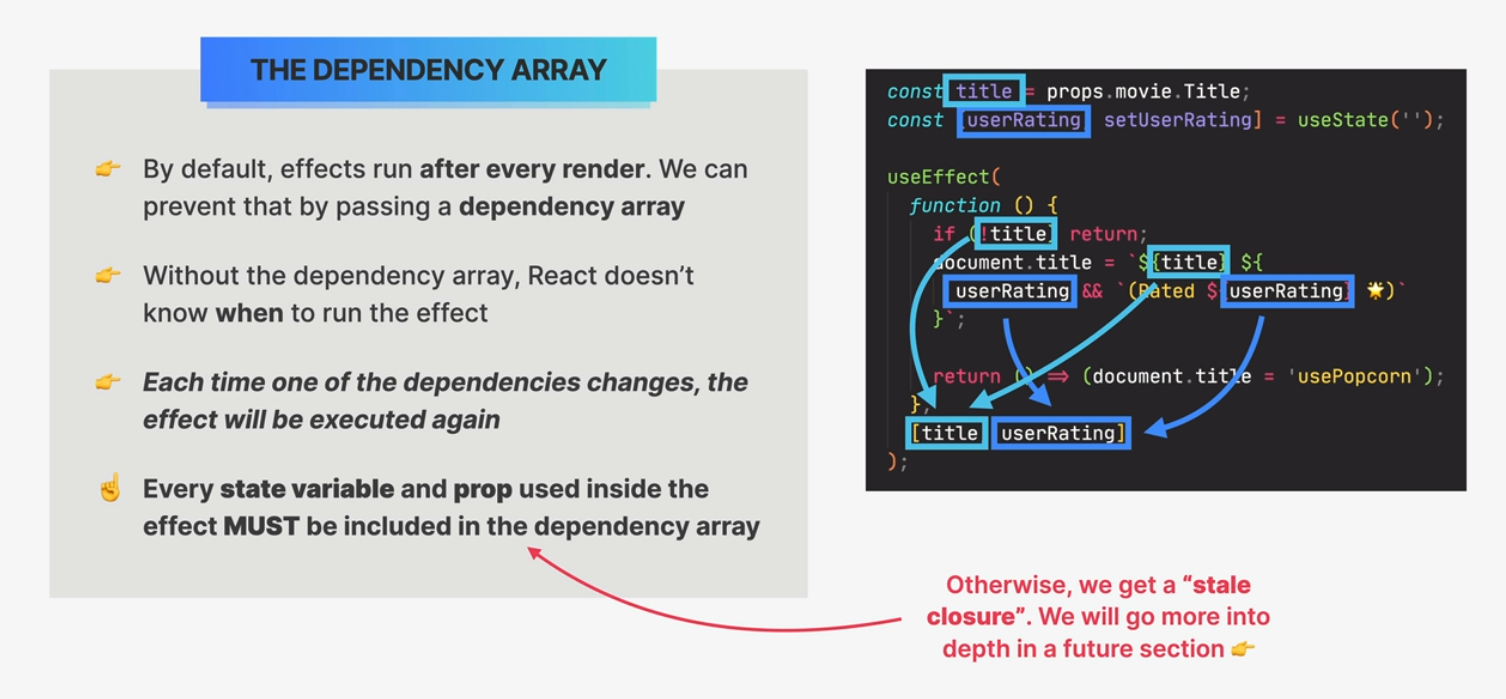 THE DEPENDENCY ARRAY
👉 By default, effects run after every render. We can
prevent that by passing a dependency array
👉 Without the dependency array, React doesn’t
know when to run the effect
👉 Each time one of the dependencies changes, the
effect will be executed again
☝️ Every state variable and prop used inside the
effect MUST be included in the dependency array
const title = props.movie.Title;
const [userRating, setUserRating] = useState('');
useEffect(
function () {
if (!title) return;
document.title = `${title} ${
userRating && `(Rated ${userRating} 🌟)`
}`;
return () => (document.title = 'usePopcorn');
},
[title, userRating]
);
Otherwise, we get a “stale
closure”. We will go more into
depth in a future section 👉